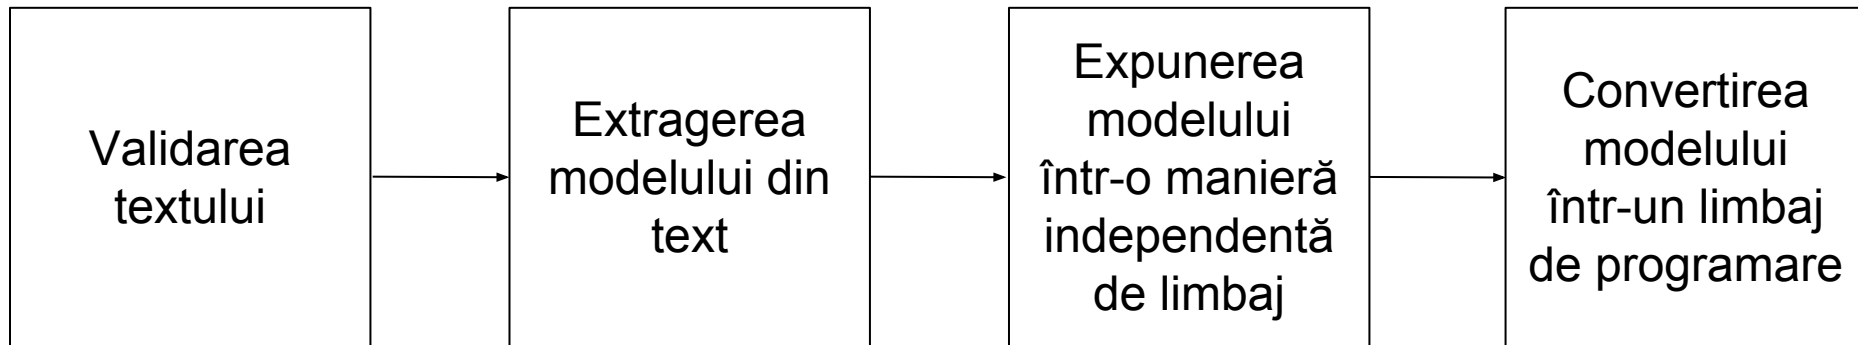 Validarea
textului
Extragerea
modelului din
text
Expunerea
modelului
într-o manieră
independentă
de limbaj
Convertirea
modelului
într-un limbaj
de programare